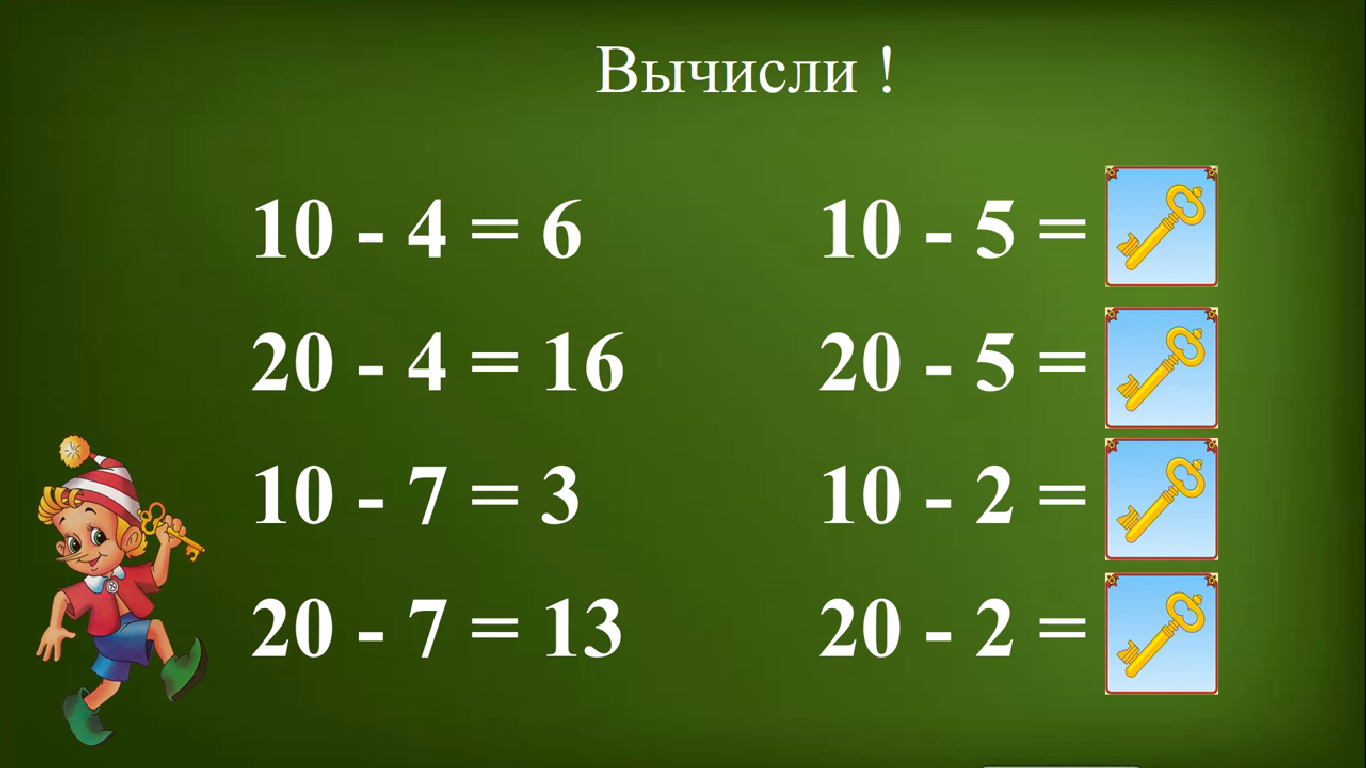 Вычисли !
10 - 4 = 6
20 - 4 = 16
10 - 7 = 3
20 - 7 = 13
10 - 5 =
20 - 5 =
10 - 2 =
20 - 2 =